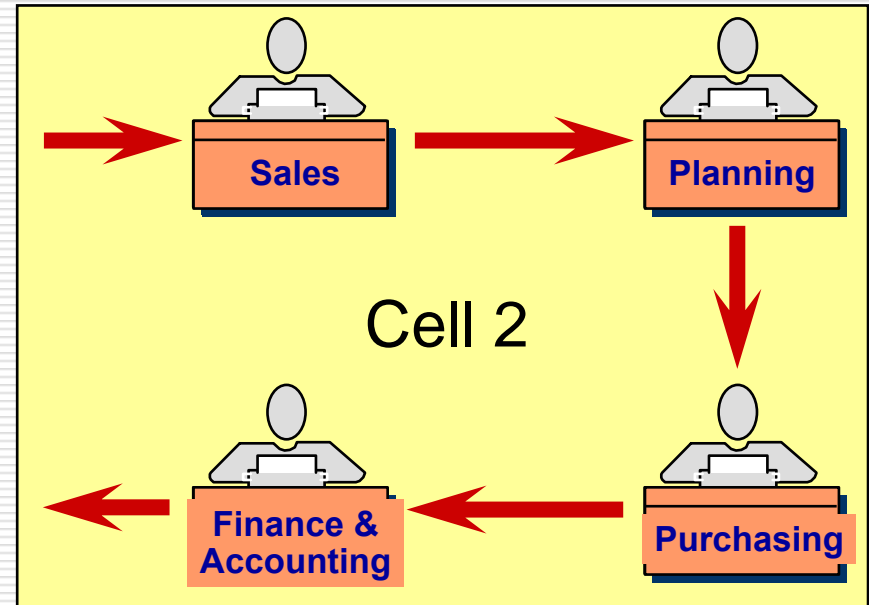 Sales
Planning
Cell 2
Finance &
Accounting
Purchasing